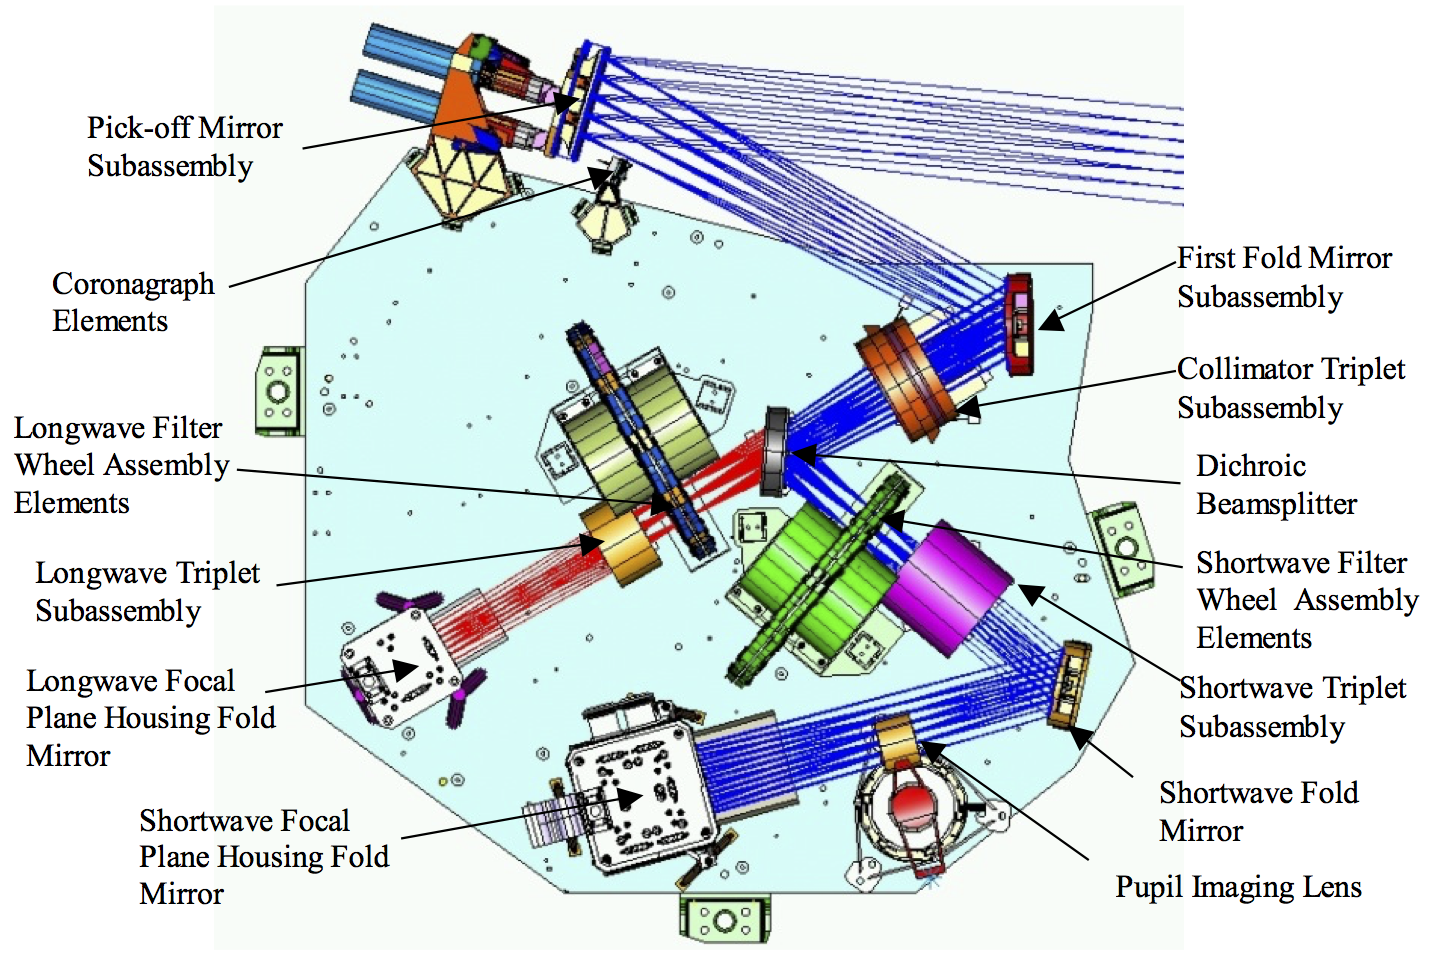 Pick-off Mirror
Subassembly
Coronagraph
Elements
Longwave Filter
Wheel Assembly
Elements
Longwave Triplet
Subassembly
Longwave Focal
Plane Housing Fold
Mirror
Shortwave Focal
Plane Housing Fold
Mirror
First Fold Mirror
Subassembly
Collimator Triplet
Subassembly
Dichroic
Beamsplitter
Shortwave Filter
Wheel Assembly
Elements
Shortwave Triplet
Subassembly
Shortwave Fold
Mirror
Pupil Imaging Lens